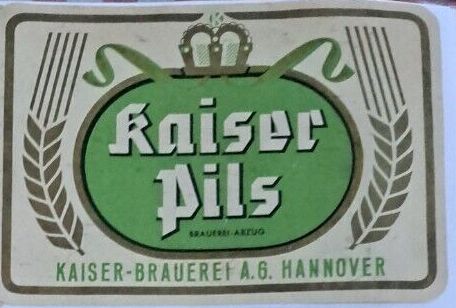 Kaiser
Pils
BRAUEREI-ABZUG
KAISER-BRAUEREI A.G. HANNOVER